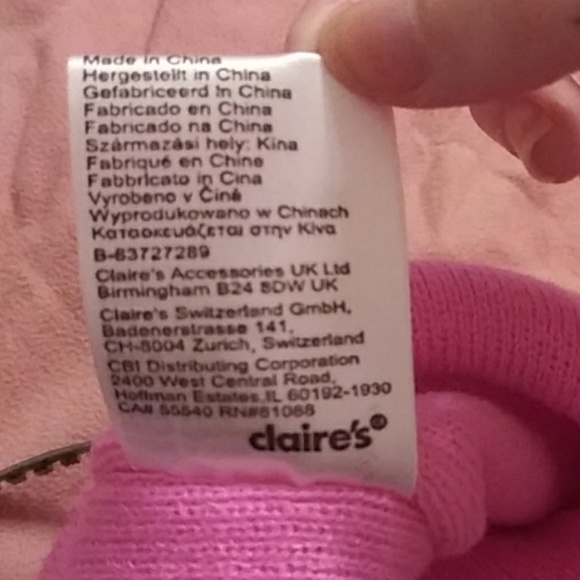 Made in China
Hergestellt in China
Gefabriceerd in China
Fabricado en China
Fabricado na China
Származási hely: Kína
Fabriqué en Chine
Fabbricato in Cina
Vyrobeno v Číně
Wyprodukowano w Chinach
Κατασκευάζεται στην Κίνα
B-63727289
Claire's Accessories UK Ltd
Birmingham B24 8DW UK
Claire's Switzerland GmbH,
Badenerstrasse 141,
CH-8004 Zurich, Switzerland
CBI Distributing Corporation
2400 West Central Road,
Hoffman Estates,IL 60192-1930
CA# 55540 RN#81068
claire's®